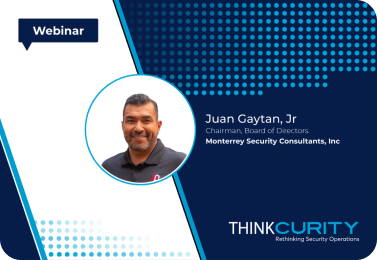 Webinar
Juan Gaytan, Jr
Chairman, Board of Directors
Monterrey Security Consultants, Inc
THINKCURITY
Rethinking Security Operations